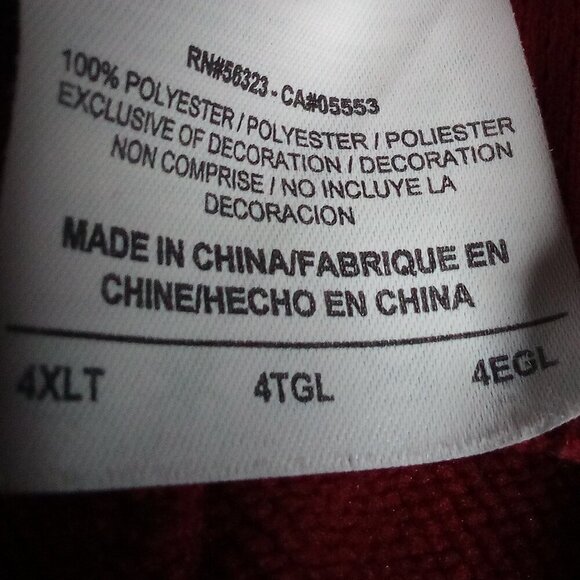 RN#56323 - CA#05553
100% POLYESTER / POLYESTER / POLIESTER
EXCLUSIVE OF DECORATION / DECORATION
NON COMPRISE / NO INCLUYE LA
DECORACION
MADE IN CHINA/FABRIQUE EN
CHINE/HECHO EN CHINA
4XLT 4TGL 4EGL